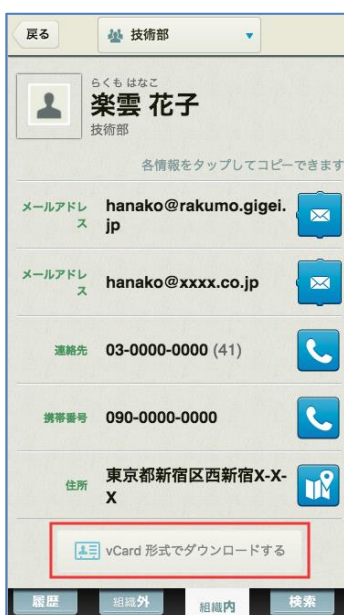 戻る
技術部
らくも はなこ
楽雲 花子
技術部
各情報をタップしてコピーできます
メールアドレ
ス
hanako@rakumo.gigei.
jp
メールアドレ
ス
hanako@xxxx.co.jp
連絡先
03-0000-0000 (41)
携帯番号
090-0000-0000
住所
東京都新宿区西新宿X-X-
X
vCard 形式でダウンロードする
履歴
組織外
組織内
検索